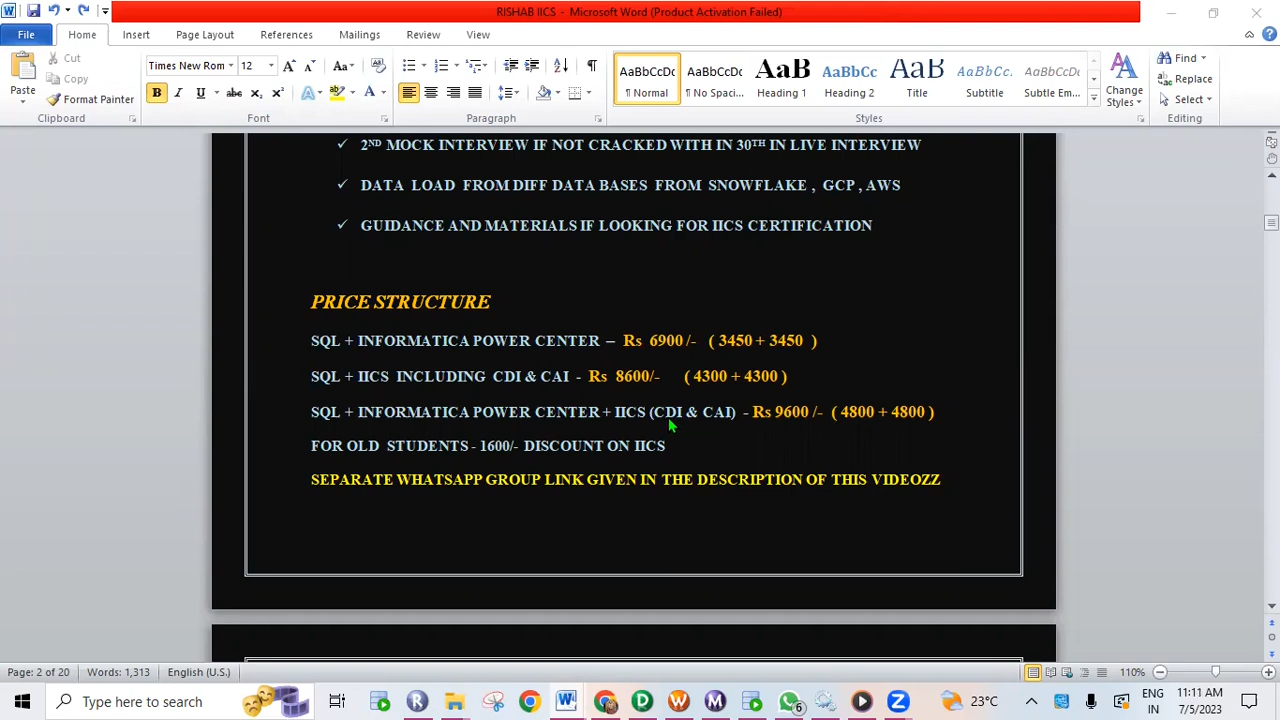 RISHAB IICS - Microsoft Word (Product Activation Failed)
File Home Insert Page Layout References Mailings Review View
Cut
Copy
Format Painter
Paste
Clipboard
Times New Rom 12
Font
Paragraph
AaBbCcDc AaBbCcDc AaB AaBbCc AaB AaBbCcL AaBbCcDc
¶ Normal ¶ No Spaci... Heading 1 Heading 2 Title Subtitle Subtle Em...
Change Styles
Styles
Find
Replace
Select
Editing
✓ 2ND MOCK INTERVIEW IF NOT CRACKED WITH IN 30TH IN LIVE INTERVIEW
✓ DATA LOAD FROM DIFF DATA BASES FROM SNOWFLAKE , GCP , AWS
✓ GUIDANCE AND MATERIALS IF LOOKING FOR IICS CERTIFICATION
PRICE STRUCTURE
SQL + INFORMATICA POWER CENTER – Rs 6900 /- ( 3450 + 3450 )
SQL + IICS INCLUDING CDI & CAI - Rs 8600/- ( 4300 + 4300 )
SQL + INFORMATICA POWER CENTER + IICS (CDI & CAI) - Rs 9600 /- ( 4800 + 4800 )
FOR OLD STUDENTS - 1600/- DISCOUNT ON IICS
SEPARATE WHATSAPP GROUP LINK GIVEN IN THE DESCRIPTION OF THIS VIDEOZZ
Page: 2 of 20 Words: 1,313 English (U.S.) 110%
Type here to search
6
23°C
ENG
IN
11:11 AM
7/5/2023